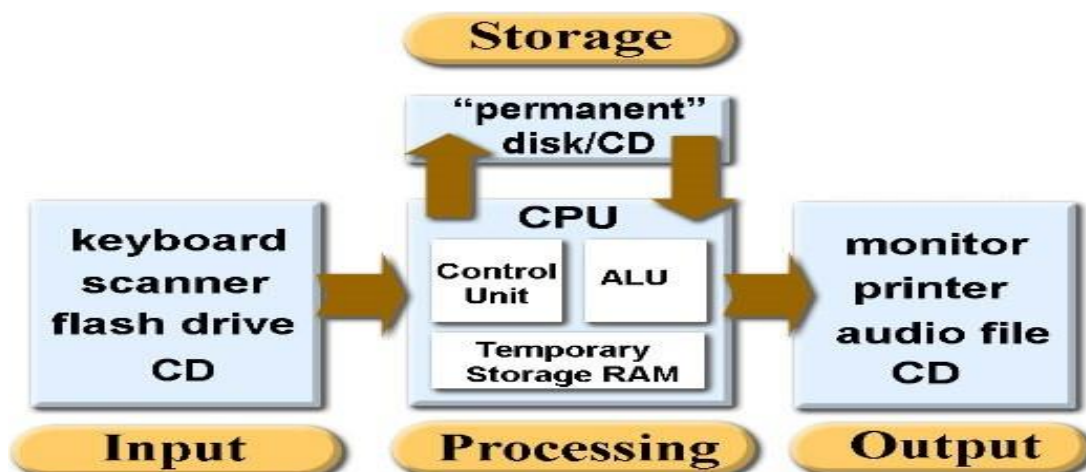 Storage
“permanent”
disk/CD
keyboard
scanner
flash drive
CD
CPU
Control
Unit
ALU
Temporary
Storage RAM
monitor
printer
audio file
CD
Input
Processing
Output